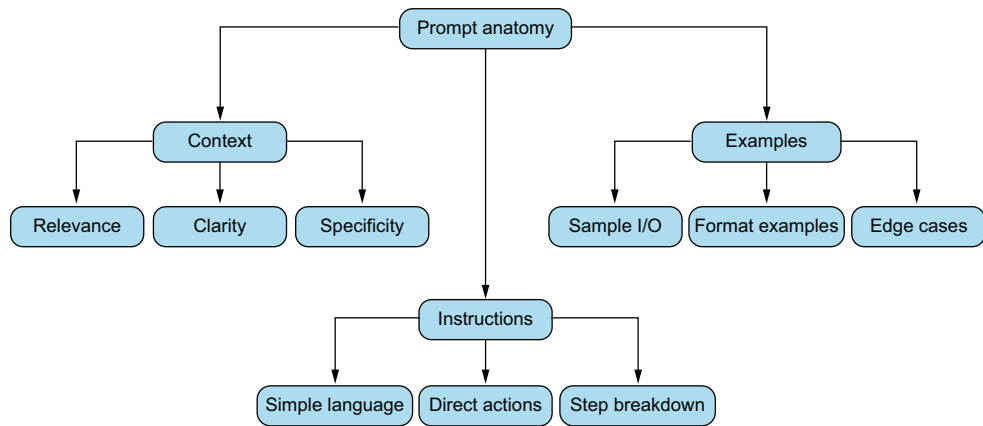 Prompt anatomy
Context
Examples
Relevance
Clarity
Specificity
Sample I/O
Format examples
Edge cases
Instructions
Simple language
Direct actions
Step breakdown